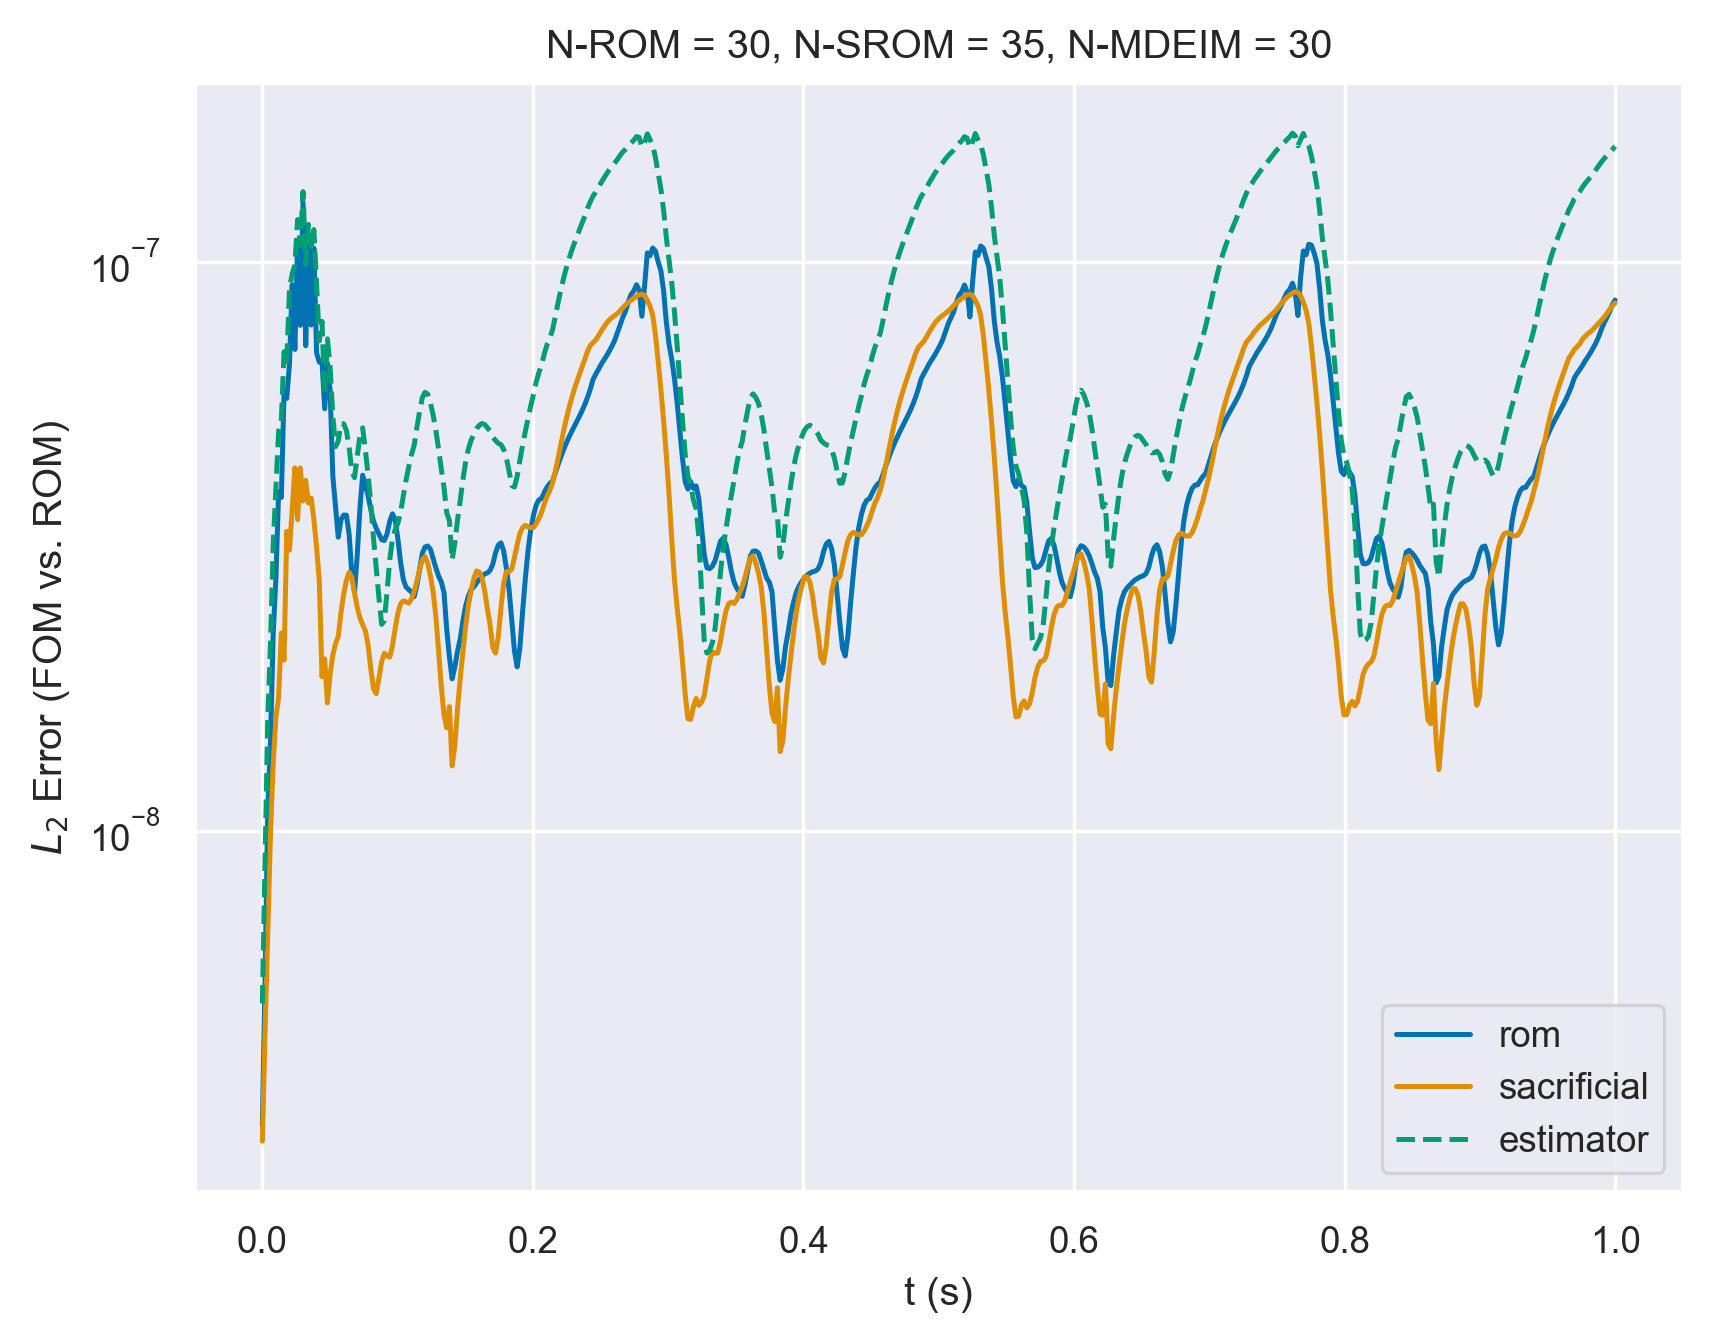 N-ROM = 30, N-SROM = 35, N-MDEIM = 30
L₂ Error (FOM vs. ROM)
10⁻⁷
10⁻⁸
rom
sacrificial
estimator
0.0 0.2 0.4 0.6 0.8 1.0
t (s)